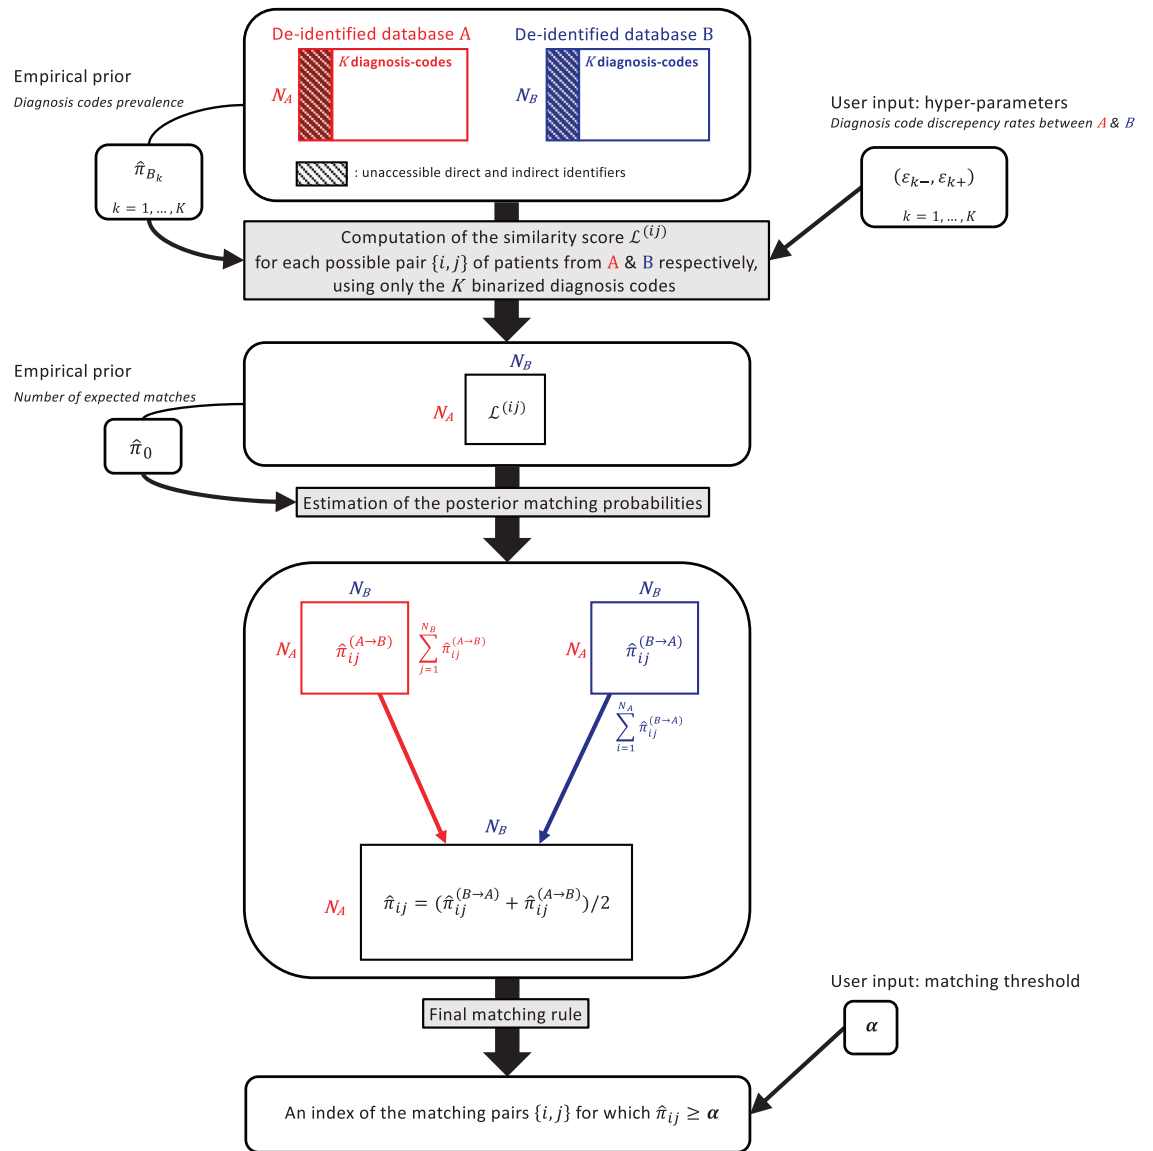 De-identified database A
De-identified database B
K diagnosis-codes
K diagnosis-codes
N_A
N_B
: unaccessible direct and indirect identifiers
Empirical prior
Diagnosis codes prevalence
π̂_{B_k}
k = 1, ..., K
User input: hyper-parameters
Diagnosis code discrepency rates between A & B
(ε_{k−}, ε_{k+})
k = 1, ..., K
Computation of the similarity score ℒ^{(ij)}
for each possible pair {i, j} of patients from A & B respectively,
using only the K binarized diagnosis codes
Empirical prior
Number of expected matches
π̂_0
N_B
N_A
ℒ^{(ij)}
Estimation of the posterior matching probabilities
N_B
N_A
π̂_{ij}^{(A→B)}
∑_{j=1}^{N_B} π̂_{ij}^{(A→B)}
N_B
N_A
π̂_{ij}^{(B→A)}
∑_{i=1}^{N_A} π̂_{ij}^{(B→A)}
N_B
N_A
π̂_{ij} = (π̂_{ij}^{(B→A)} + π̂_{ij}^{(A→B)})/2
Final matching rule
User input: matching threshold
α
An index of the matching pairs {i, j} for which π̂_{ij} ≥ α